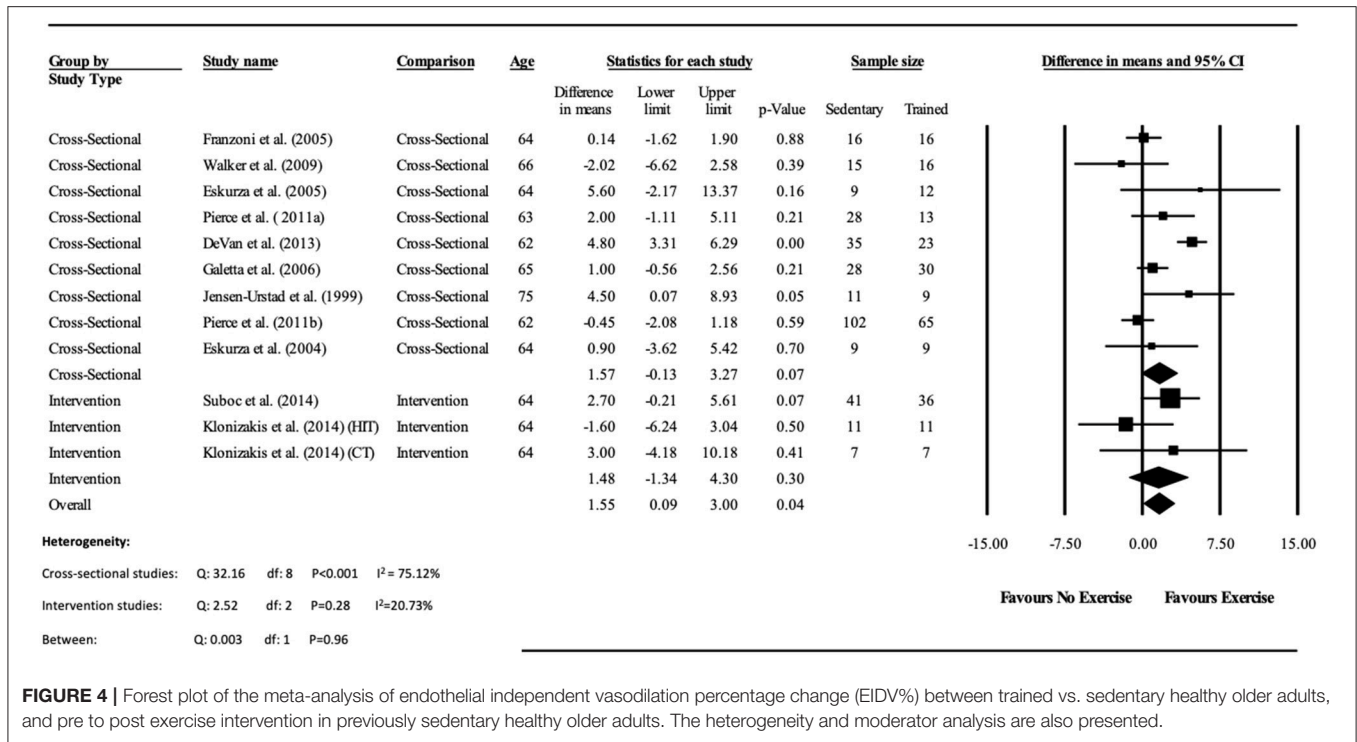 Group by Study name Comparison Age Statistics for each study Sample size Difference in means and 95% CI
Study Type
Difference in means Lower limit Upper limit p-Value Sedentary Trained
Cross-Sectional Franzoni et al. (2005) Cross-Sectional 64 0.14 -1.62 1.90 0.88 16 16
Cross-Sectional Walker et al. (2009) Cross-Sectional 66 -2.02 -6.62 2.58 0.39 15 16
Cross-Sectional Eskurza et al. (2005) Cross-Sectional 64 5.60 -2.17 13.37 0.16 9 12
Cross-Sectional Pierce et al. ( 2011a) Cross-Sectional 63 2.00 -1.11 5.11 0.21 28 13
Cross-Sectional DeVan et al. (2013) Cross-Sectional 62 4.80 3.31 6.29 0.00 35 23
Cross-Sectional Galetta et al. (2006) Cross-Sectional 65 1.00 -0.56 2.56 0.21 28 30
Cross-Sectional Jensen-Urstad et al. (1999) Cross-Sectional 75 4.50 0.07 8.93 0.05 11 9
Cross-Sectional Pierce et al. (2011b) Cross-Sectional 62 -0.45 -2.08 1.18 0.59 102 65
Cross-Sectional Eskurza et al. (2004) Cross-Sectional 64 0.90 -3.62 5.42 0.70 9 9
Cross-Sectional 1.57 -0.13 3.27 0.07
Intervention Suboc et al. (2014) Intervention 64 2.70 -0.21 5.61 0.07 41 36
Intervention Klonizakis et al. (2014) (HIT) Intervention 64 -1.60 -6.24 3.04 0.50 11 11
Intervention Klonizakis et al. (2014) (CT) Intervention 64 3.00 -4.18 10.18 0.41 7 7
Intervention 1.48 -1.34 4.30 0.30
Overall 1.55 0.09 3.00 0.04
-15.00 -7.50 0.00 7.50 15.00
Favours No Exercise Favours Exercise
Heterogeneity:
Cross-sectional studies: Q: 32.16 df: 8 P<0.001 I² = 75.12%
Intervention studies: Q: 2.52 df: 2 P=0.28 I²=20.73%
Between: Q: 0.003 df: 1 P=0.96
FIGURE 4 | Forest plot of the meta-analysis of endothelial independent vasodilation percentage change (EIDV%) between trained vs. sedentary healthy older adults,
and pre to post exercise intervention in previously sedentary healthy older adults. The heterogeneity and moderator analysis are also presented.